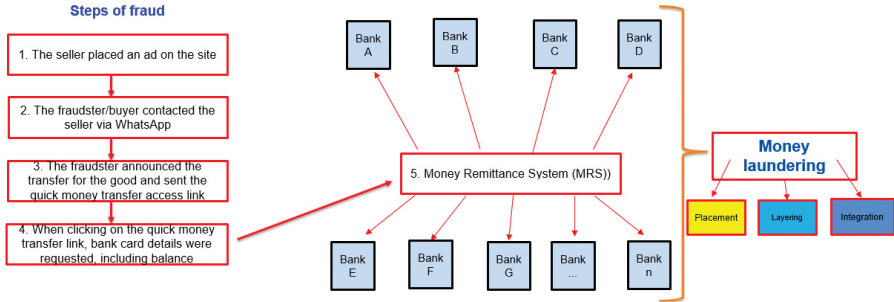 Steps of fraud
1. The seller placed an ad on the site
2. The fraudster/buyer contacted the
seller via WhatsApp
3. The fraudster announced the
transfer for the good and sent the
quick money transfer access link
4. When clicking on the quick money
transfer link, bank card details were
requested, including balance
Bank
A
Bank
B
Bank
C
Bank
D
5. Money Remittance System (MRS))
Bank
E
Bank
F
Bank
G
Bank
...
Bank
n
Money
laundering
Placement
Layering
Integration